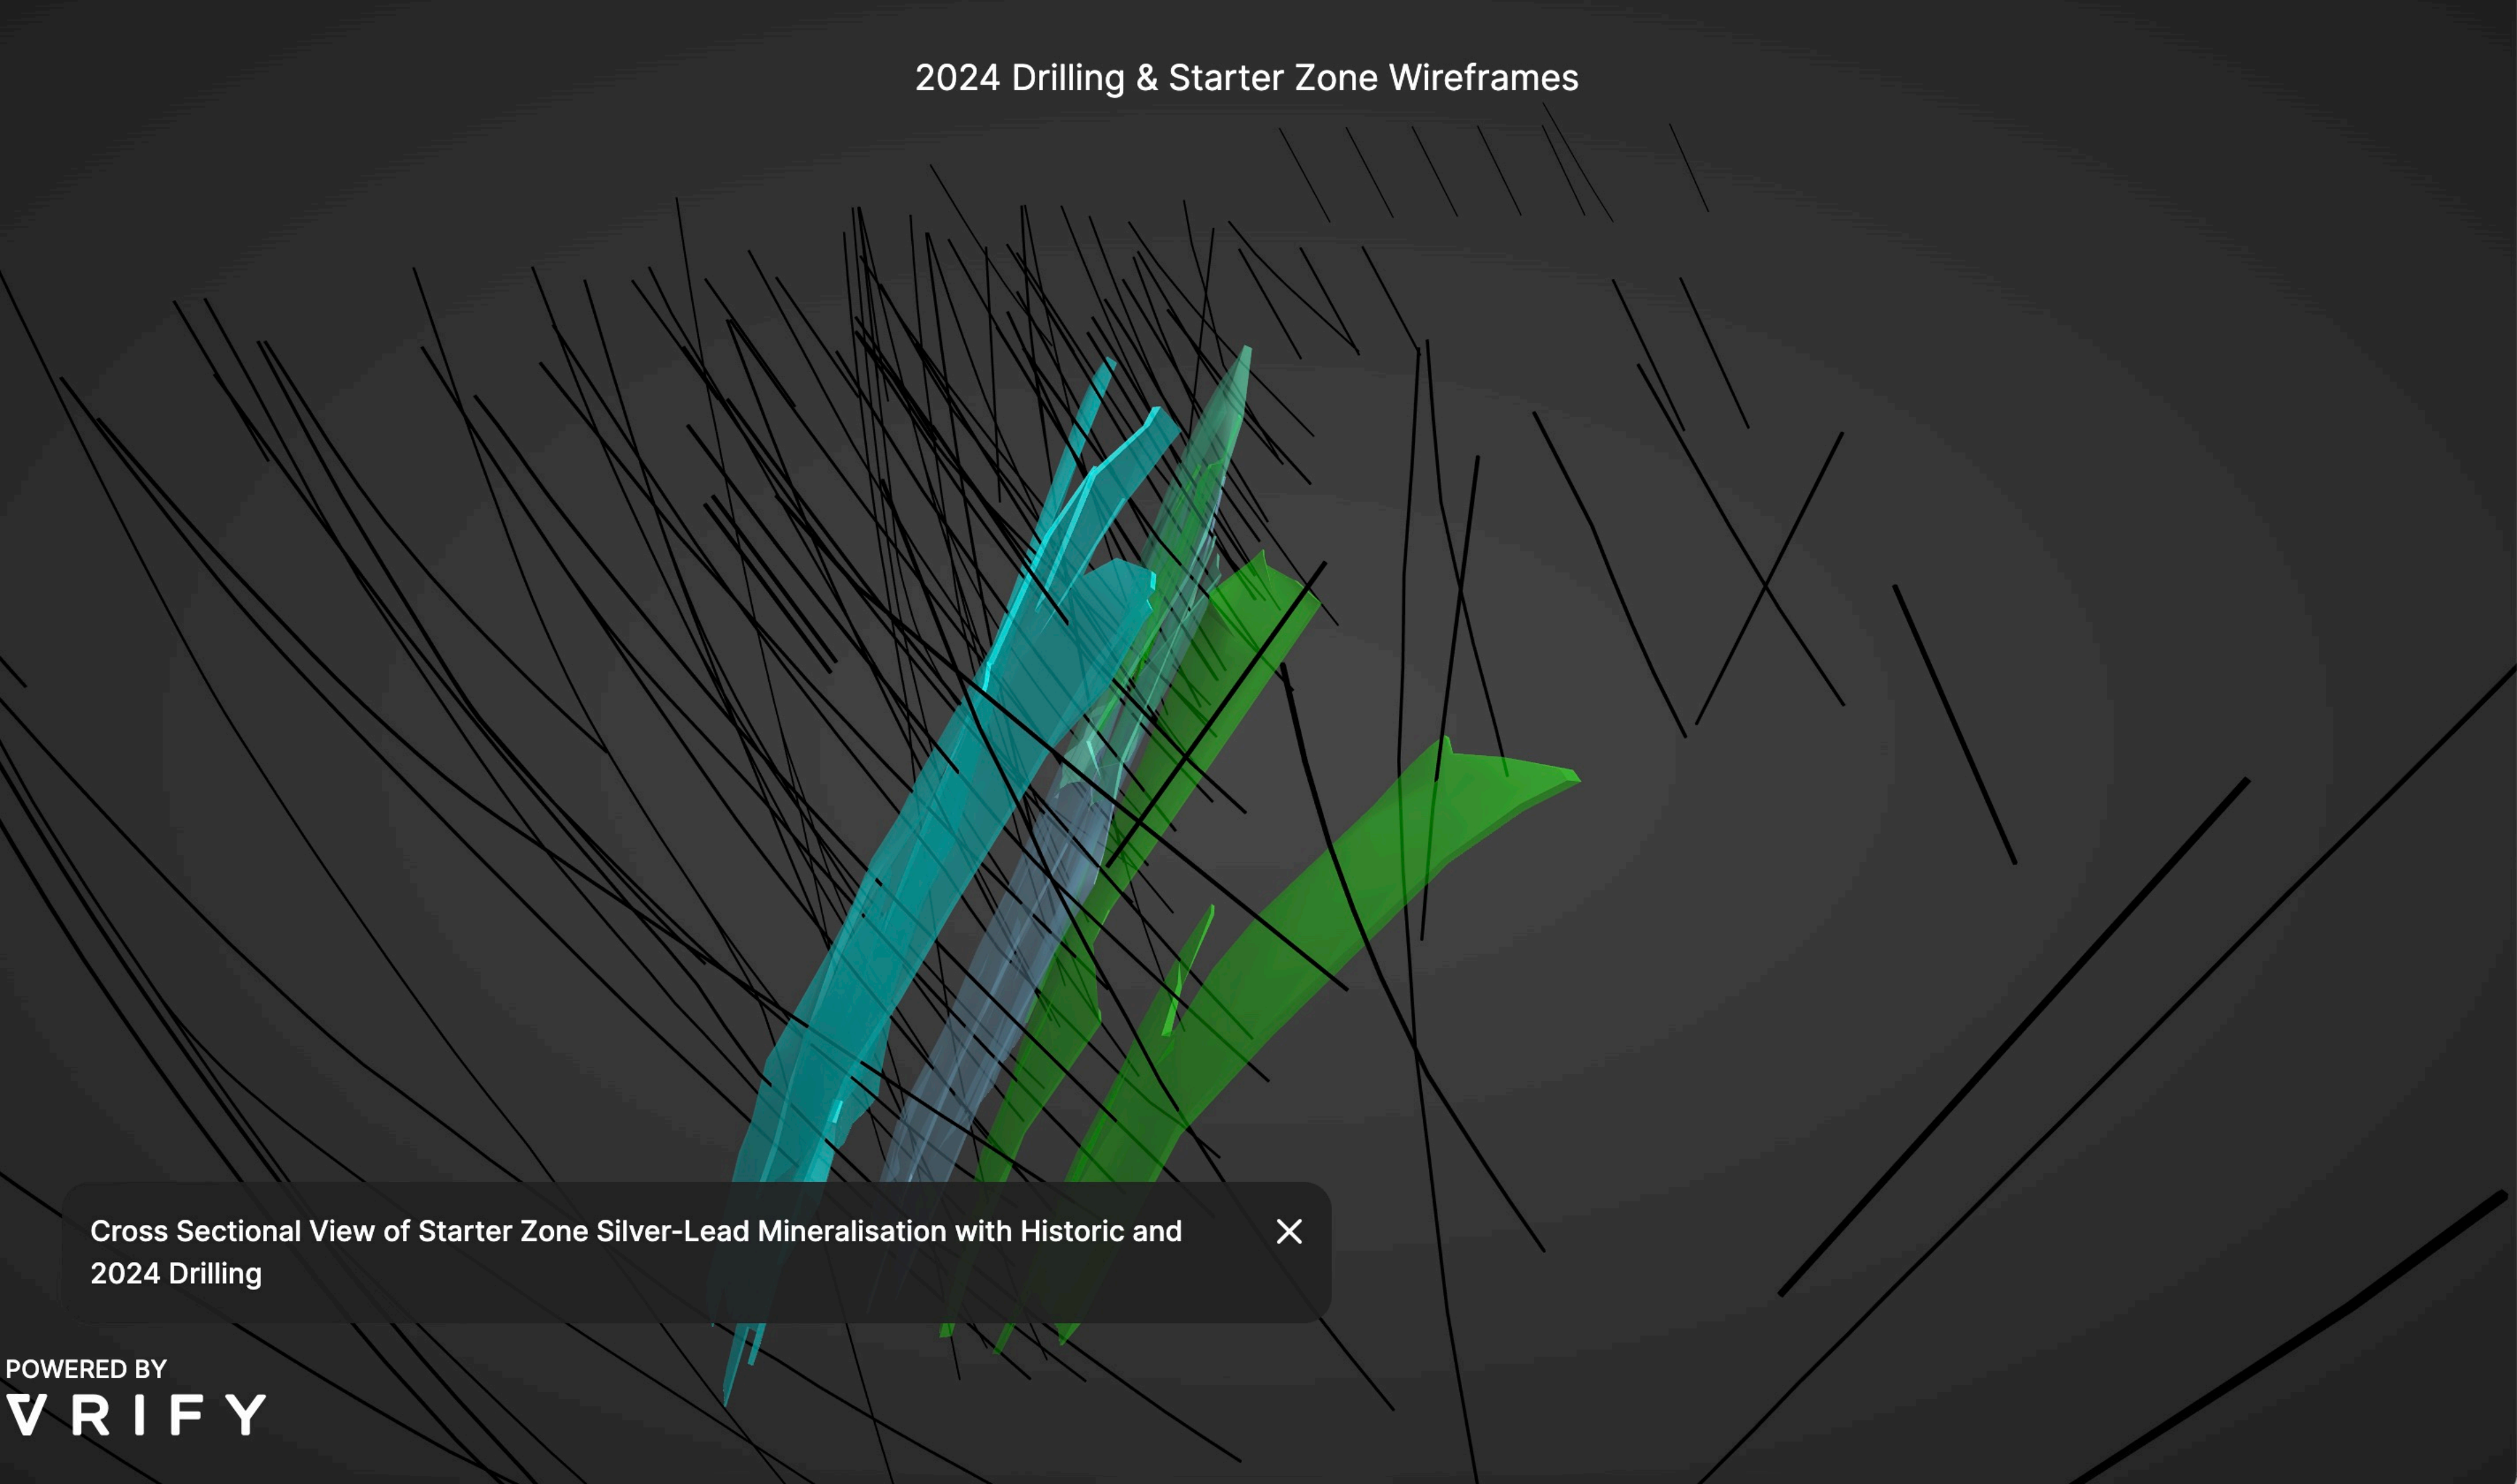 2024 Drilling & Starter Zone Wireframes
Cross Sectional View of Starter Zone Silver-Lead Mineralisation with Historic and
2024 Drilling
POWERED BY
VRIFY